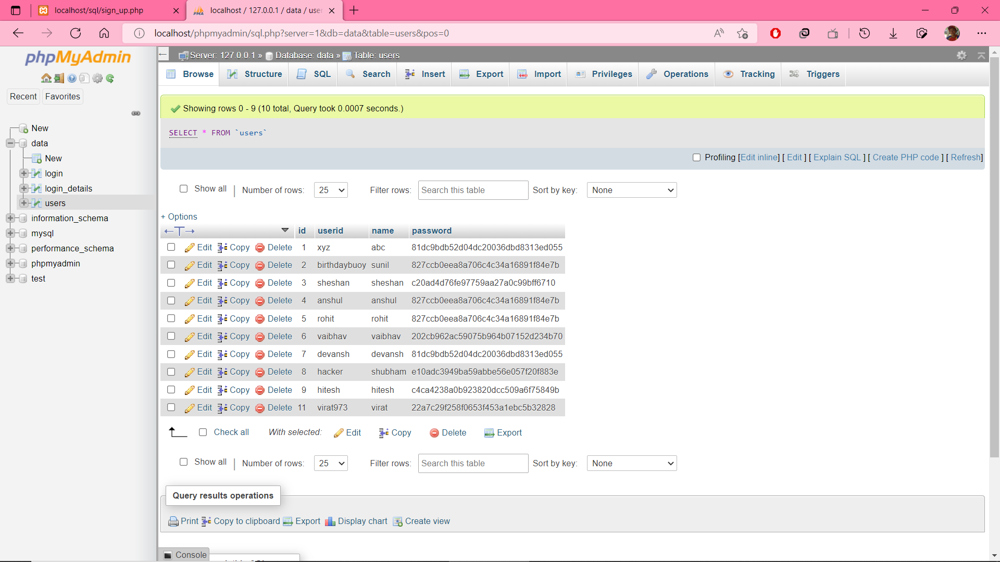 localhost/sql/sign_up.php
localhost / 127.0.0.1 / data / user
localhost/phpmyadmin/sql.php?server=1&db=data&table=users&pos=0
phpMyAdmin
Recent Favorites
New
data
New
login
login_details
users
information_schema
mysql
performance_schema
phpmyadmin
test
Server: 127.0.0.1 » Database: data » Table: users
Browse Structure SQL Search Insert Export Import Privileges Operations Tracking Triggers
Showing rows 0 - 9 (10 total, Query took 0.0007 seconds.)
SELECT * FROM `users`
Profiling [Edit inline] [ Edit ] [ Explain SQL ] [ Create PHP code ] [ Refresh]
Show all | Number of rows: 25 Filter rows: Search this table Sort by key: None
+ Options
←T→ id userid name password
Edit Copy Delete 1 xyz abc 81dc9bdb52d04dc20036dbd8313ed055
Edit Copy Delete 2 birthdaybuoy sunil 827ccb0eea8a706c4c34a16891f84e7b
Edit Copy Delete 3 sheshan sheshan c20ad4d76fe97759aa27a0c99bff6710
Edit Copy Delete 4 anshul anshul 827ccb0eea8a706c4c34a16891f84e7b
Edit Copy Delete 5 rohit rohit 827ccb0eea8a706c4c34a16891f84e7b
Edit Copy Delete 6 vaibhav vaibhav 202cb962ac59075b964b07152d234b70
Edit Copy Delete 7 devansh devansh 81dc9bdb52d04dc20036dbd8313ed055
Edit Copy Delete 8 hacker shubham e10adc3949ba59abbe56e057f20f883e
Edit Copy Delete 9 hitesh hitesh c4ca4238a0b923820dcc509a6f75849b
Edit Copy Delete 11 virat973 virat 22a7c29f258f0653f453a1ebc5b32828
Check all With selected: Edit Copy Delete Export
Show all | Number of rows: 25 Filter rows: Search this table Sort by key: None
Query results operations
Print Copy to clipboard Export Display chart Create view
Console